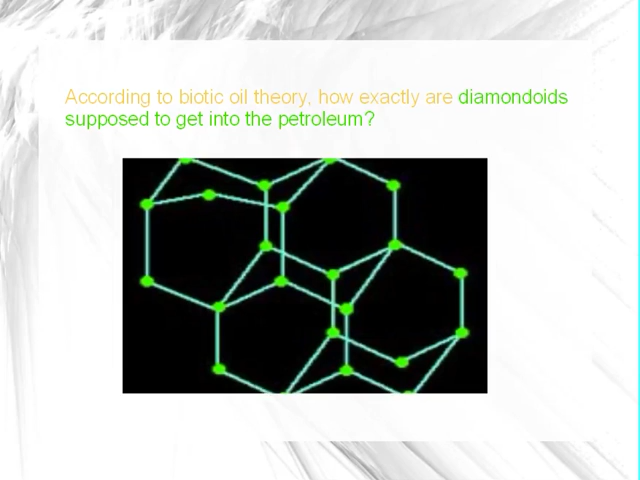 According to biotic oil theory, how exactly are diamondoids
supposed to get into the petroleum?